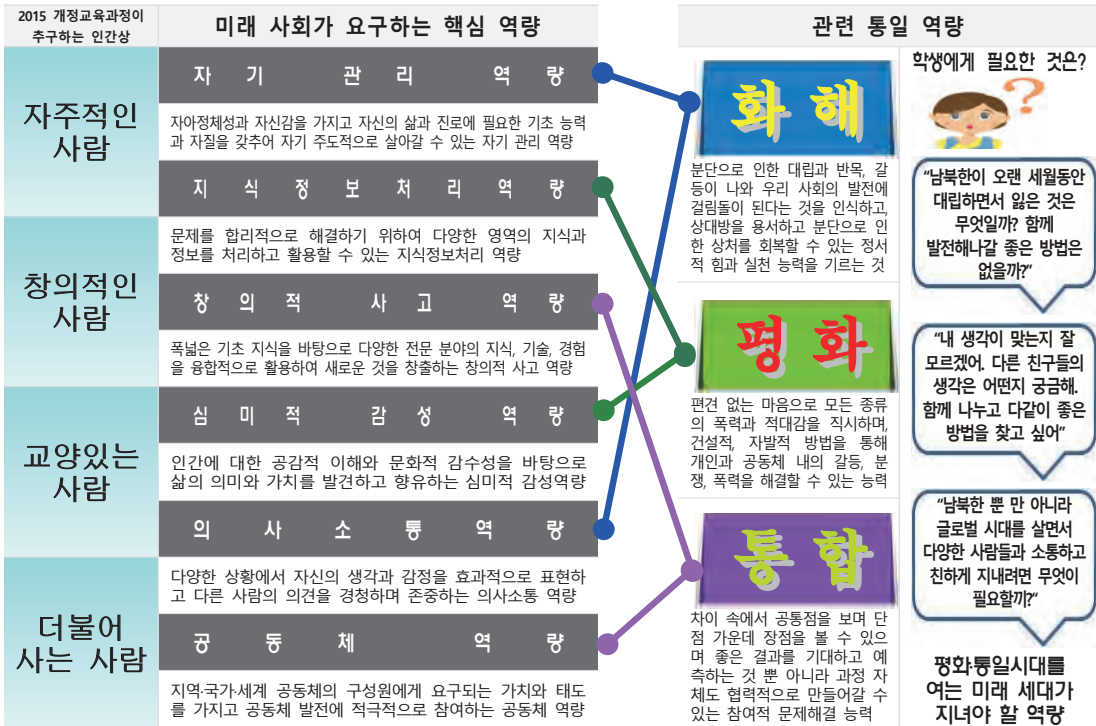 2015 개정교육과정이
추구하는 인간상
미래 사회가 요구하는 핵심 역량
관련 통일 역량
자주적인
사람
창의적인
사람
교양있는
사람
더불어
사는 사람
자 기 관 리 역 량
자아정체성과 자신감을 가지고 자신의 삶과 진로에 필요한 기초 능력
과 자질을 갖추어 자기 주도적으로 살아갈 수 있는 자기 관리 역량
지 식 정 보 처 리 역 량
문제를 합리적으로 해결하기 위하여 다양한 영역의 지식과
정보를 처리하고 활용할 수 있는 지식정보처리 역량
창 의 적 사 고 역 량
폭넓은 기초 지식을 바탕으로 다양한 전문 분야의 지식, 기술, 경험
을 융합적으로 활용하여 새로운 것을 창출하는 창의적 사고 역량
심 미 적 감 성 역 량
인간에 대한 공감적 이해와 문화적 감수성을 바탕으로
삶의 의미와 가치를 발견하고 향유하는 심미적 감성역량
의 사 소 통 역 량
다양한 상황에서 자신의 생각과 감정을 효과적으로 표현하
고 다른 사람의 의견을 경청하며 존중하는 의사소통 역량
공 동 체 역 량
지역·국가·세계 공동체의 구성원에게 요구되는 가치와 태도
를 가지고 공동체 발전에 적극적으로 참여하는 공동체 역량
화 해
분단으로 인한 대립과 반목, 갈
등이 나와 우리 사회의 발전에
걸림돌이 된다는 것을 인식하고,
상대방을 용서하고 분단으로 인
한 상처를 회복할 수 있는 정서
적 힘과 실천 능력을 기르는 것
평 화
편견 없는 마음으로 모든 종류
의 폭력과 적대감을 직시하며,
건설적, 자발적 방법을 통해
개인과 공동체 내의 갈등, 분
쟁, 폭력을 해결할 수 있는 능력
통 합
차이 속에서 공통점을 보며 단
점 가운데 장점을 볼 수 있으
며 좋은 결과를 기대하고 예
측하는 것 뿐 아니라 과정 자
체도 협력적으로 만들어갈 수
있는 참여적 문제해결 능력
학생에게 필요한 것은?
?
“남북한이 오랜 세월동안
대립하면서 잃은 것은
무엇일까? 함께
발전해나갈 좋은 방법은
없을까?”
“내 생각이 맞는지 잘
모르겠어. 다른 친구들의
생각은 어떤지 궁금해.
함께 나누고 다같이 좋은
방법을 찾고 싶어”
“남북한 뿐 만 아니라
글로벌 시대를 살면서
다양한 사람들과 소통하고
친하게 지내려면 무엇이
필요할까?”
평화통일시대를
여는 미래 세대가
지녀야 할 역량